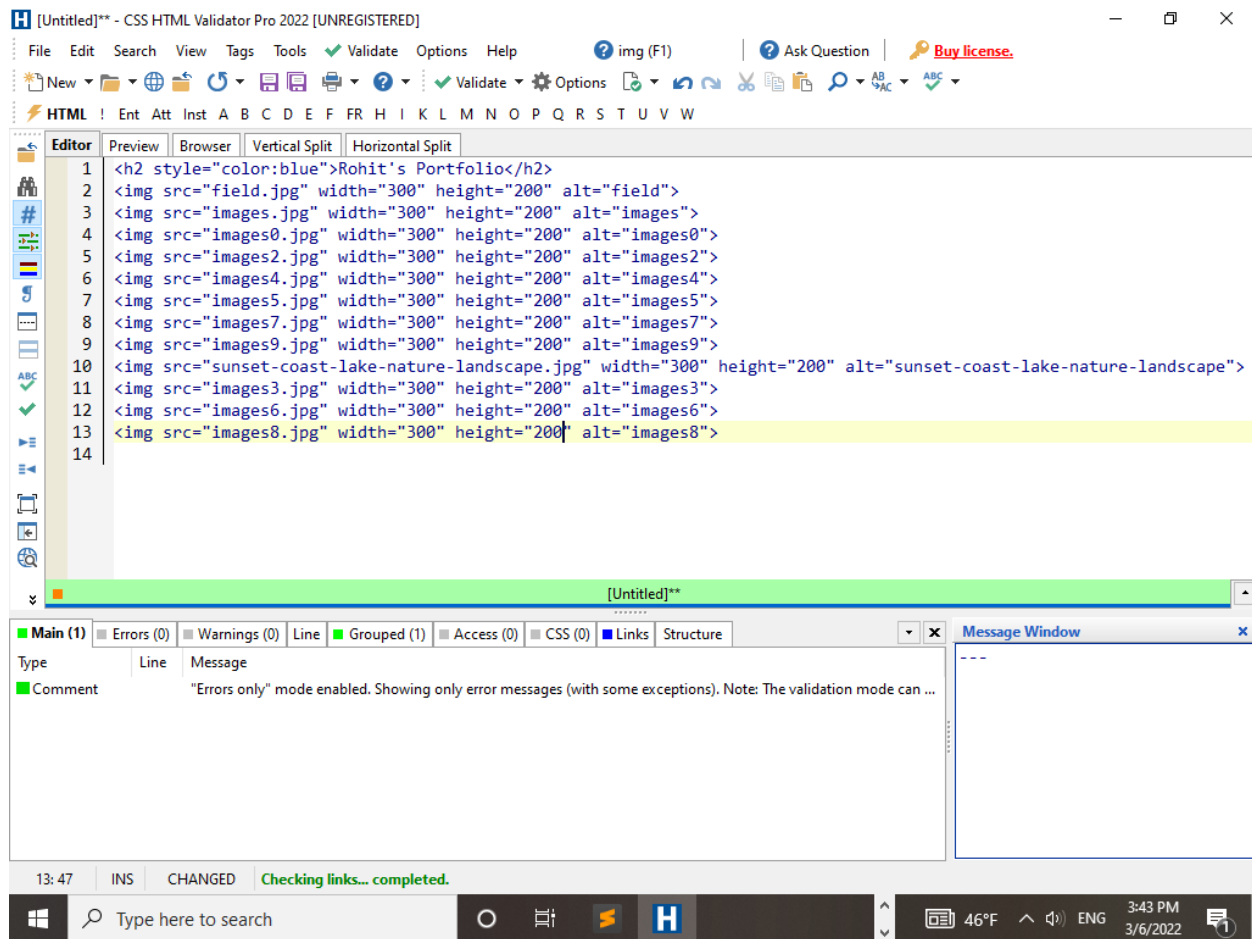 [Untitled]** - CSS HTML Validator Pro 2022 [UNREGISTERED]
File Edit Search View Tags Tools Validate Options Help img (F1) Ask Question Buy license.
New Validate Options
HTML ! Ent Att Inst A B C D E F FR H I K L M N O P Q R S T U V W
Editor Preview Browser Vertical Split Horizontal Split
1 <h2 style="color:blue">Rohit's Portfolio</h2>
2 <img src="field.jpg" width="300" height="200" alt="field">
3 <img src="images.jpg" width="300" height="200" alt="images">
4 <img src="images0.jpg" width="300" height="200" alt="images0">
5 <img src="images2.jpg" width="300" height="200" alt="images2">
6 <img src="images4.jpg" width="300" height="200" alt="images4">
7 <img src="images5.jpg" width="300" height="200" alt="images5">
8 <img src="images7.jpg" width="300" height="200" alt="images7">
9 <img src="images9.jpg" width="300" height="200" alt="images9">
10 <img src="sunset-coast-lake-nature-landscape.jpg" width="300" height="200" alt="sunset-coast-lake-nature-landscape">
11 <img src="images3.jpg" width="300" height="200" alt="images3">
12 <img src="images6.jpg" width="300" height="200" alt="images6">
13 <img src="images8.jpg" width="300" height="200" alt="images8">
14
[Untitled]**
Main (1) Errors (0) Warnings (0) Line Grouped (1) Access (0) CSS (0) Links Structure Message Window
Type Line Message ---
Comment "Errors only" mode enabled. Showing only error messages (with some exceptions). Note: The validation mode can ...
13: 47 INS CHANGED Checking links... completed.
Type here to search 46°F ENG 3:43 PM
3/6/2022 1